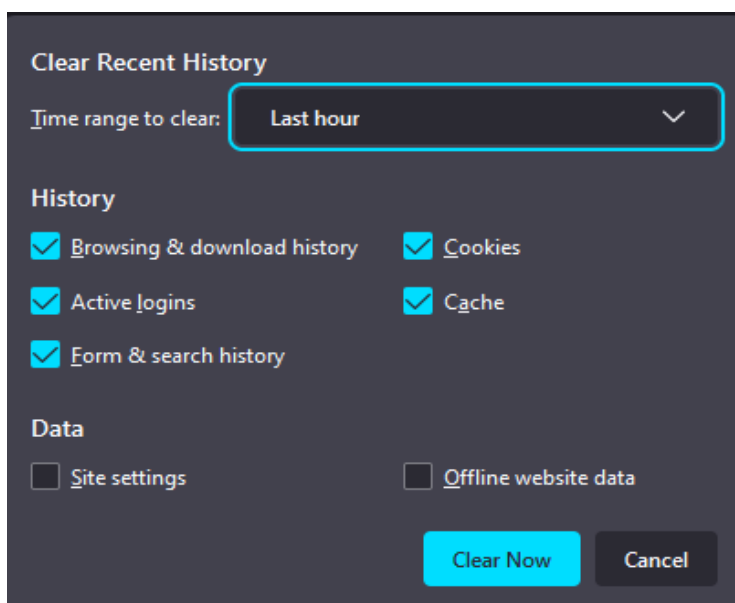 Clear Recent History
Time range to clear: Last hour
History
Browsing & download history Cookies
Active logins Cache
Form & search history
Data
Site settings Offline website data
Clear Now Cancel